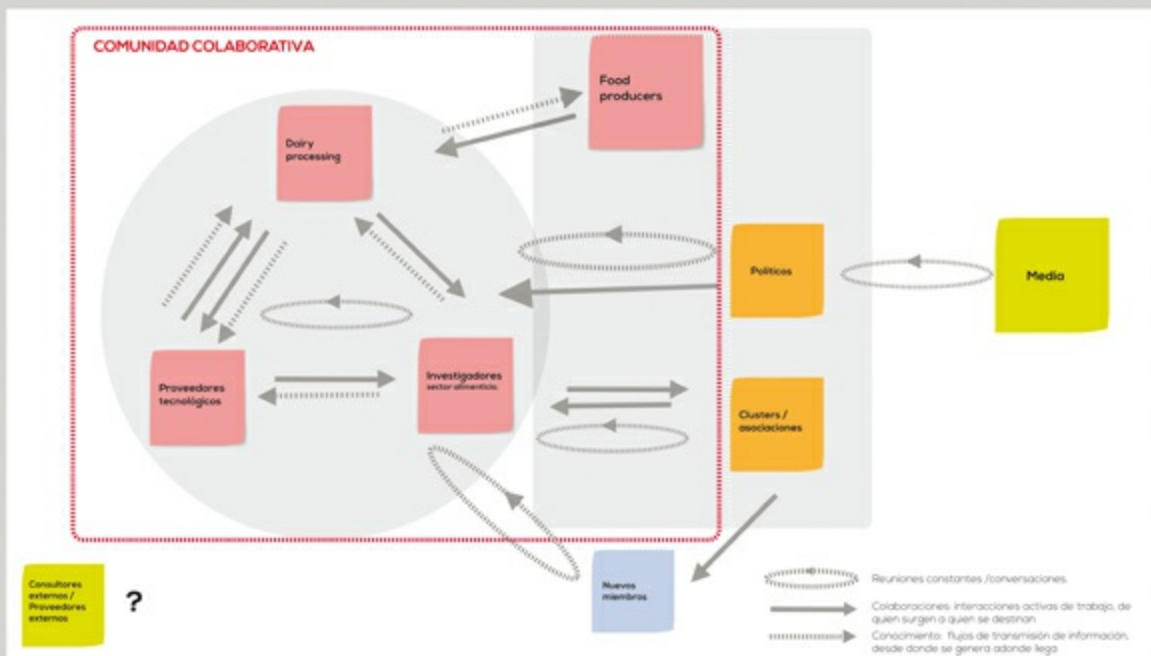 COMUNIDAD COLABORATIVA
Food
producers
Dairy
processing
Políticos
Media
Proveedores
tecnológicos
Investigadores
sector alimenticio.
Clusters /
asociaciones
Consultores
externos /
Proveedores
externos
?
Nuevos
miembros
Reuniones constantes /conversaciones.
Colaboraciones: interacciones activas de trabajo, de
quien surgen a quien se destinan
Conocimiento: flujos de transmisión de información,
desde donde se genera adonde llega